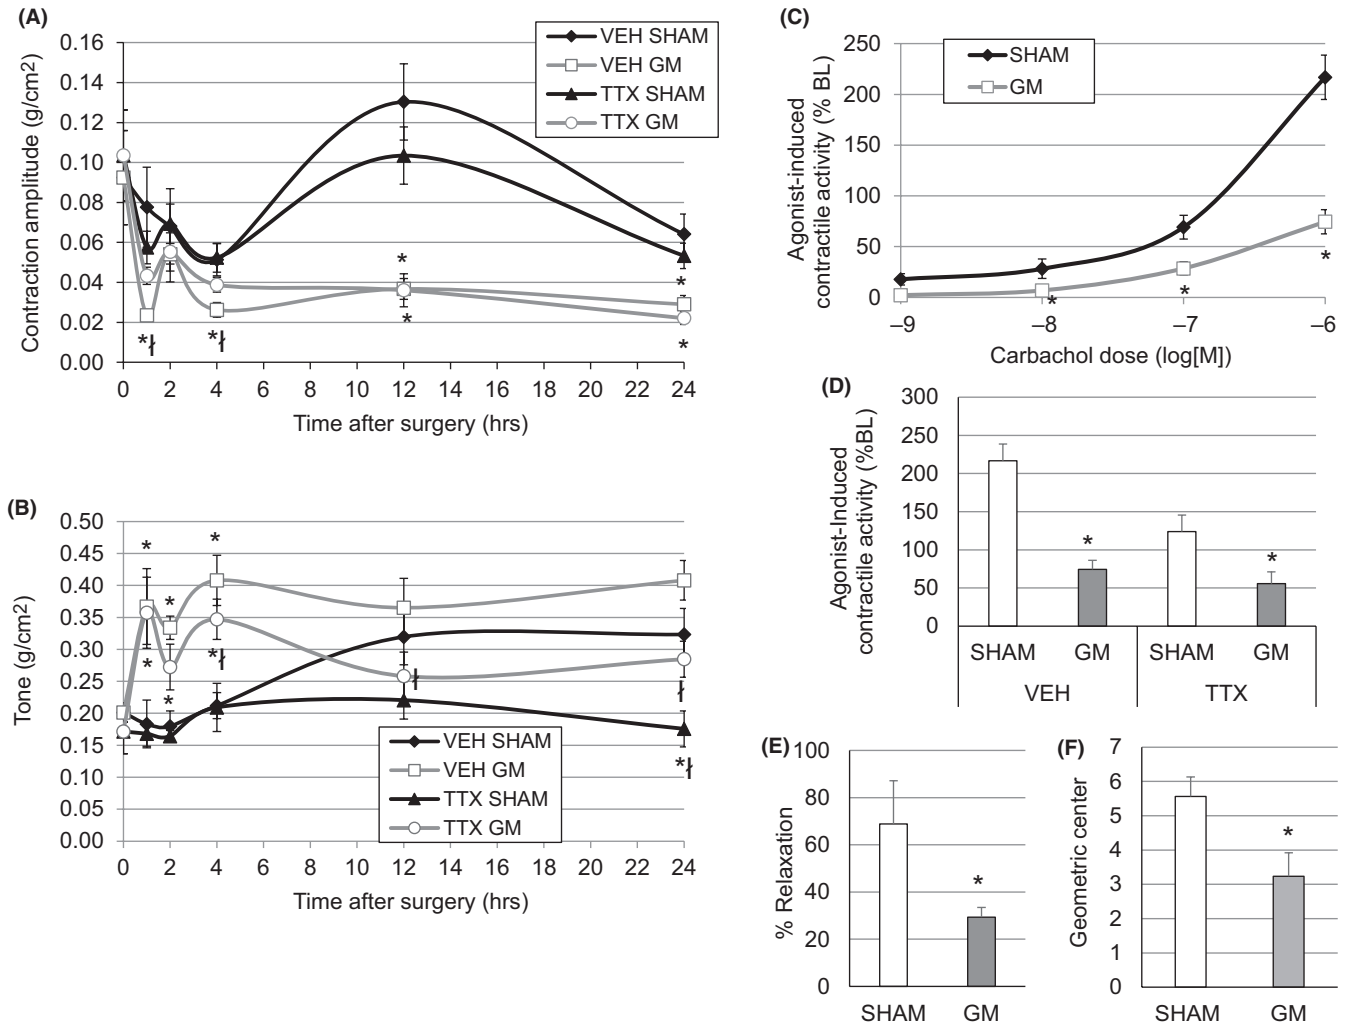 (A)
Contraction amplitude (g/cm2)
0.16
0.14
0.12
0.10
0.08
0.06
0.04
0.02
0.00
VEH SHAM
VEH GM
TTX SHAM
TTX GM
*ł
*ł
*
*
*
*
0 2 4 6 8 10 12 14 16 18 20 22 24
Time after surgery (hrs)
(B)
Tone (g/cm2)
0.50
0.45
0.40
0.35
0.30
0.25
0.20
0.15
0.10
0.05
0.00
*
*
*
*
*
*ł
ł
ł
*ł
VEH SHAM
VEH GM
TTX SHAM
TTX GM
0 2 4 6 8 10 12 14 16 18 20 22 24
Time after surgery (hrs)
(C)
Agonist-induced
contractile activity (% BL)
250
200
150
100
50
0
SHAM
GM
*
*
*
–9 –8 –7 –6
Carbachol dose (log[M])
(D)
Agonist-Induced
contractile activity (%BL)
300
250
200
150
100
50
0
*
*
SHAM GM SHAM GM
VEH TTX
(E)
% Relaxation
100
80
60
40
20
0
*
SHAM GM
(F)
Geometric center
7
6
5
4
3
2
1
0
*
SHAM GM